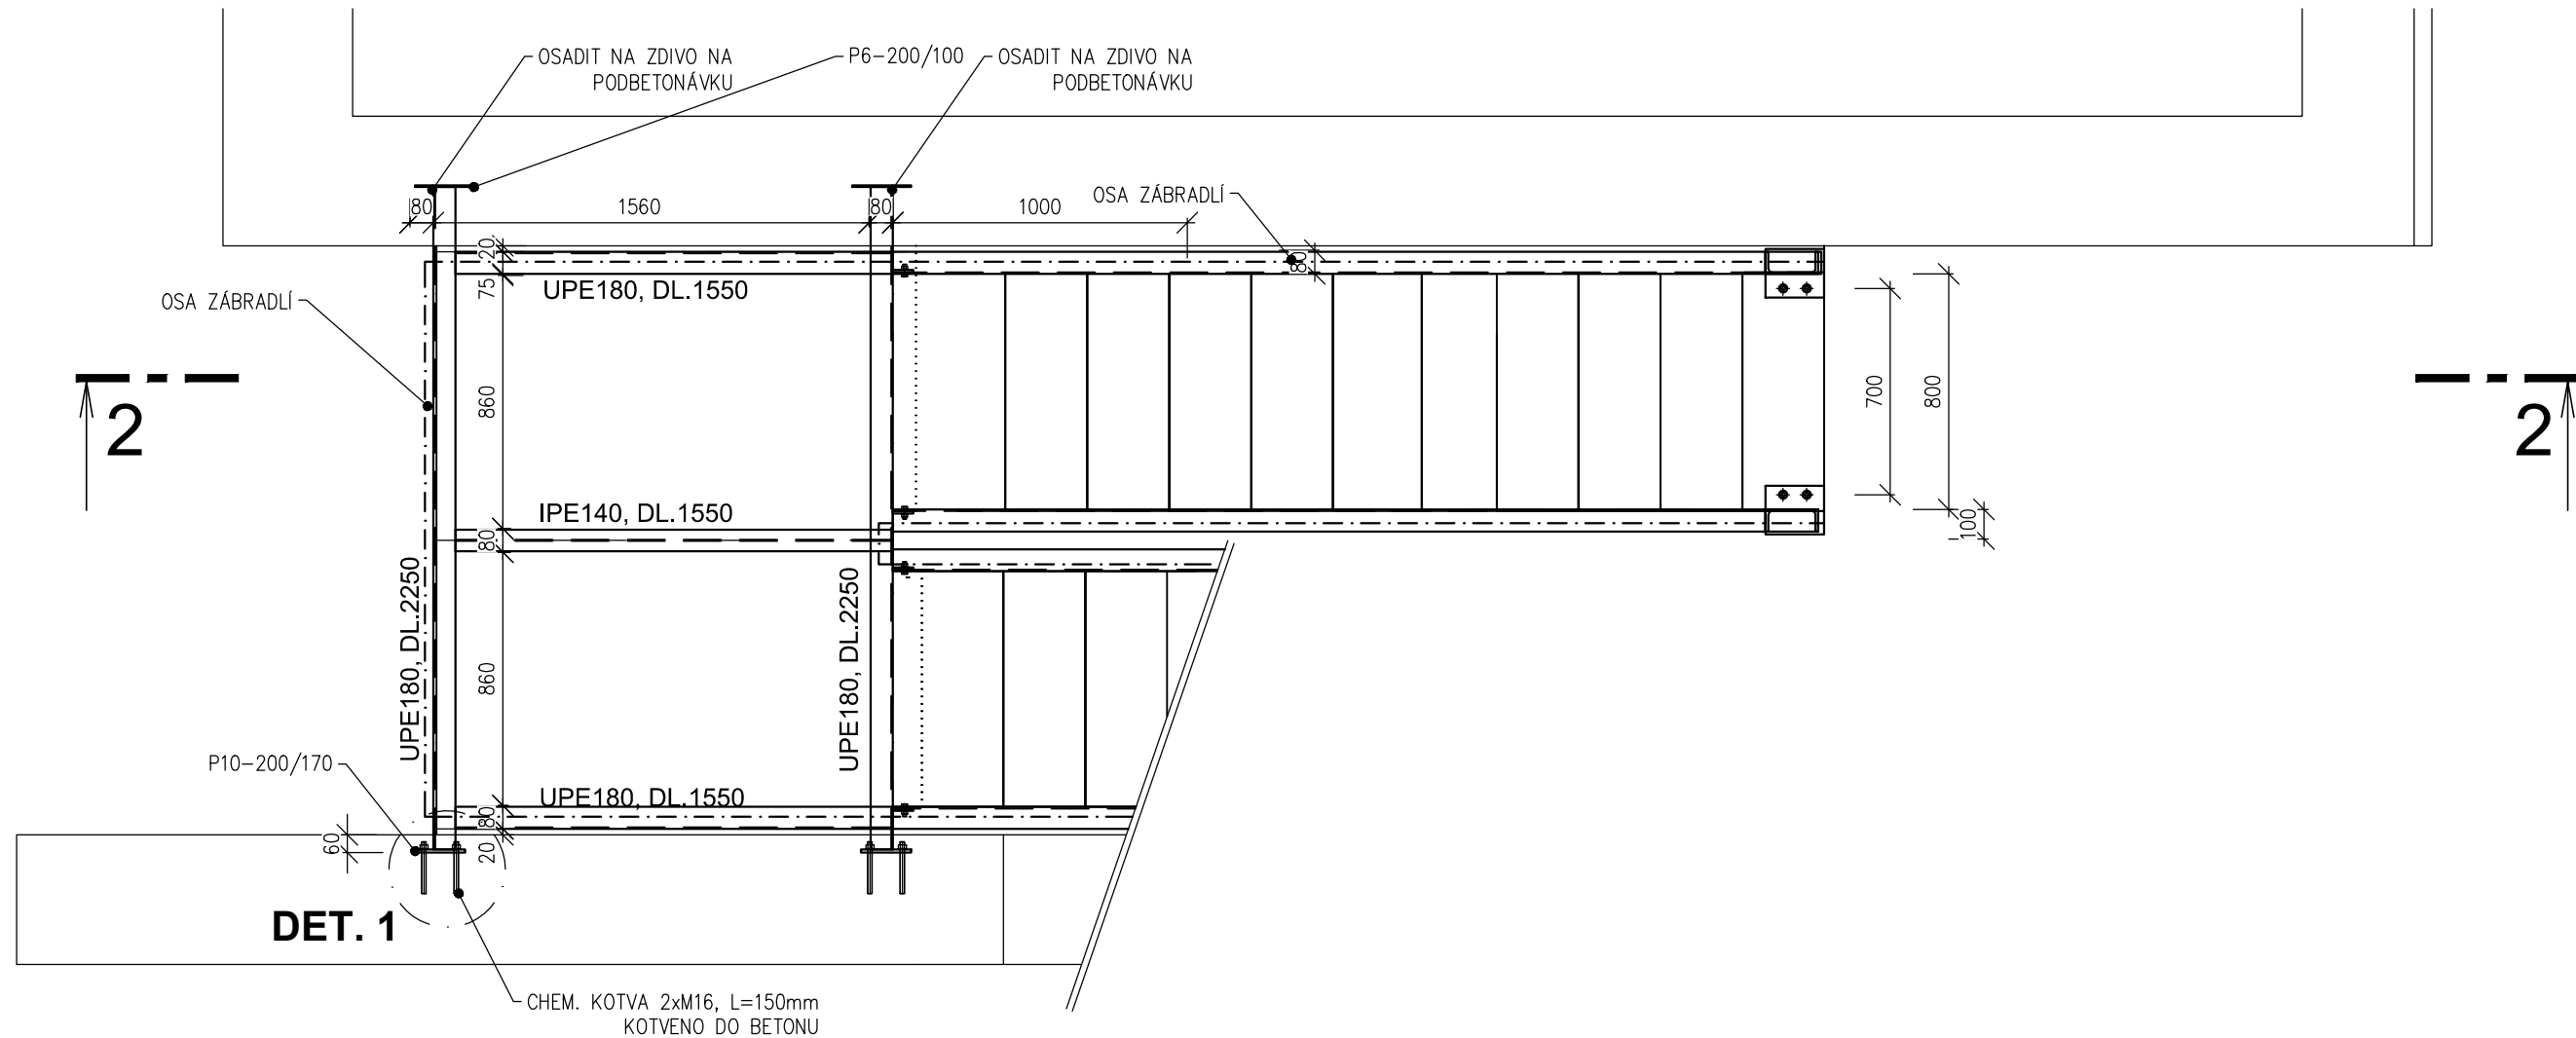 OSADIT NA ZDIVO NA
PODBETONÁVKU
P6-200/100
OSADIT NA ZDIVO NA
PODBETONÁVKU
OSA ZÁBRADLÍ
80
1560
80
1000
20
80
75
UPE180, DL.1550
OSA ZÁBRADLÍ
2
860
700
800
2
IPE140, DL.1550
80
100
UPE180, DL.2250
UPE180, DL.2250
860
P10-200/170
UPE180, DL.1550
80
60
20
DET. 1
CHEM. KOTVA 2xM16, L=150mm
KOTVENO DO BETONU